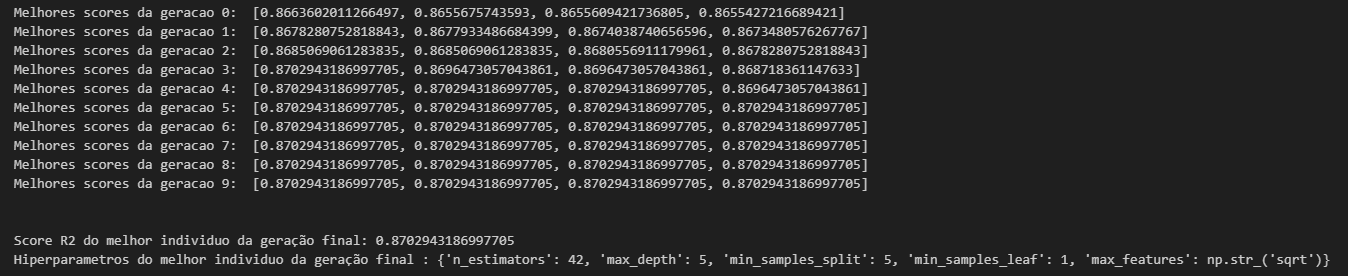 Melhores scores da geracao 0:  [0.8663602011266497, 0.8655675743593, 0.8655609421736805, 0.8655427216689421]
Melhores scores da geracao 1:  [0.8678280752818843, 0.8677933486684399, 0.8674038740656596, 0.8673480576267767]
Melhores scores da geracao 2:  [0.8685069061283835, 0.8685069061283835, 0.8680556911179961, 0.8678280752818843]
Melhores scores da geracao 3:  [0.8702943186997705, 0.8696473057043861, 0.8696473057043861, 0.868718361147633]
Melhores scores da geracao 4:  [0.8702943186997705, 0.8702943186997705, 0.8702943186997705, 0.8696473057043861]
Melhores scores da geracao 5:  [0.8702943186997705, 0.8702943186997705, 0.8702943186997705, 0.8702943186997705]
Melhores scores da geracao 6:  [0.8702943186997705, 0.8702943186997705, 0.8702943186997705, 0.8702943186997705]
Melhores scores da geracao 7:  [0.8702943186997705, 0.8702943186997705, 0.8702943186997705, 0.8702943186997705]
Melhores scores da geracao 8:  [0.8702943186997705, 0.8702943186997705, 0.8702943186997705, 0.8702943186997705]
Melhores scores da geracao 9:  [0.8702943186997705, 0.8702943186997705, 0.8702943186997705, 0.8702943186997705]
Score R2 do melhor individuo da geração final: 0.8702943186997705
Hiperparametros do melhor individuo da geração final : {'n_estimators': 42, 'max_depth': 5, 'min_samples_split': 5, 'min_samples_leaf': 1, 'max_features': np.str_('sqrt')}